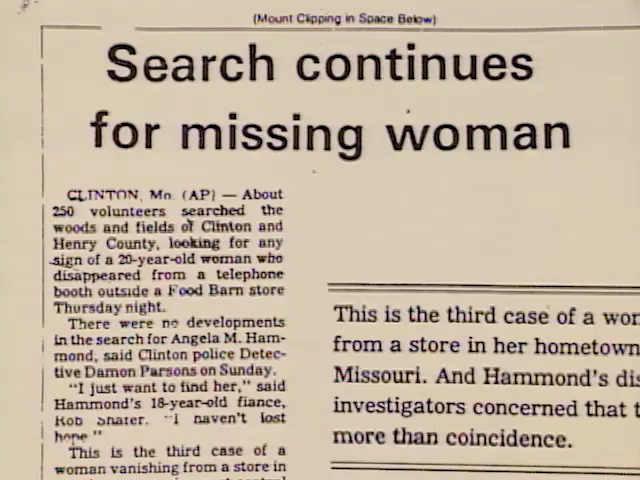 (Mount Clipping in Space Below)
Search continues
for missing woman
CLINTON, Mo. (AP) — About
250 volunteers searched the
woods and fields of Clinton and
Henry County, looking for any
sign of a 20-year-old woman who
disappeared from a telephone
booth outside a Food Barn store
Thursday night.
There were no developments
in the search for Angela M. Ham-
mond, said Clinton police Detec-
tive Damon Parsons on Sunday.
"I just want to find her," said
Hammond's 18-year-old fiance,
Rob Shafer. "I haven't lost
hope"
This is the third case of a
woman vanishing from a store in
This is the third case of a wor
from a store in her hometown
Missouri. And Hammond's dis
investigators concerned that t
more than coincidence.